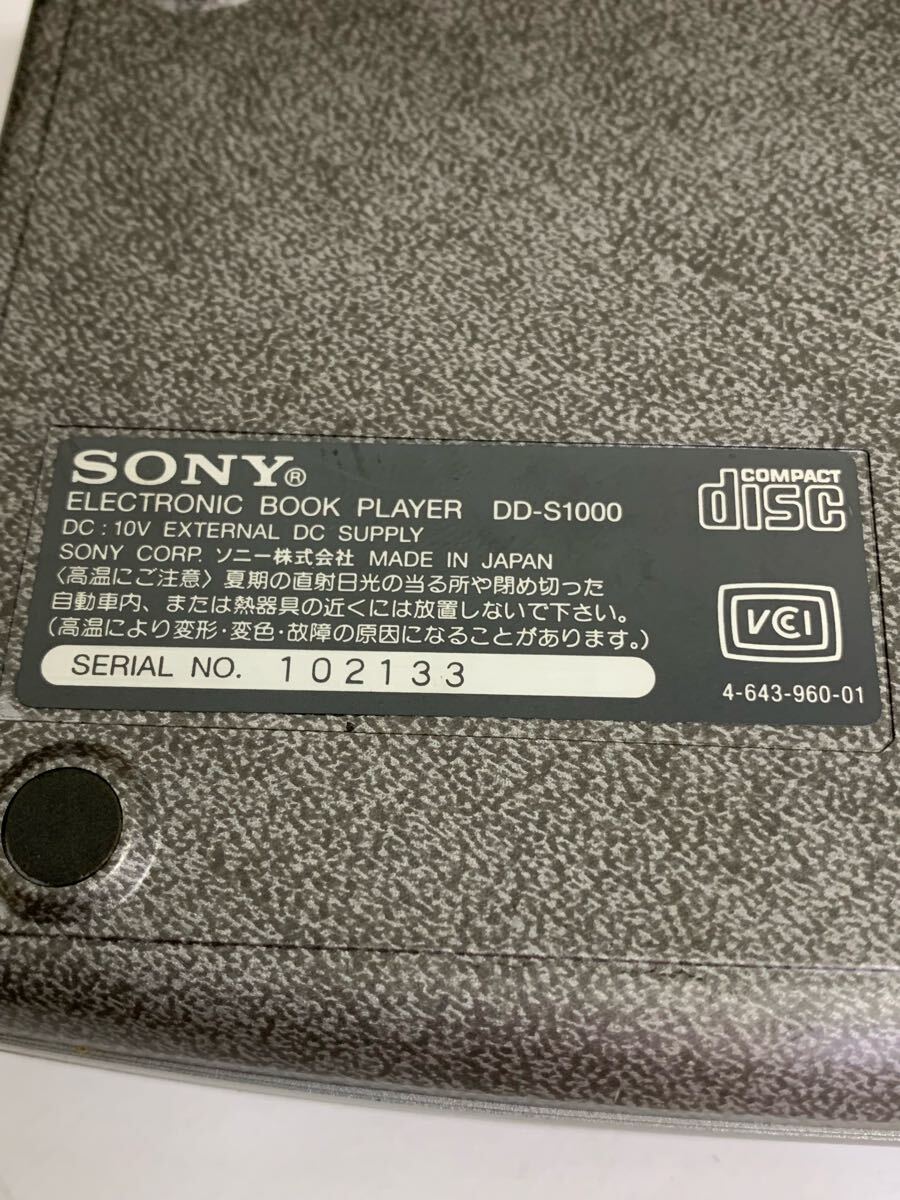 SONY®
ELECTRONIC BOOK PLAYER DD-S1000
DC : 10V EXTERNAL DC SUPPLY
SONY CORP. ソニー株式会社 MADE IN JAPAN
〈高温にご注意〉夏期の直射日光の当る所や閉め切った
自動車内、または熱器具の近くには放置しないで下さい。
(高温により変形・変色・故障の原因になることがあります。)
SERIAL NO. 102133
COMPACT
disc
VCCI
4-643-960-01